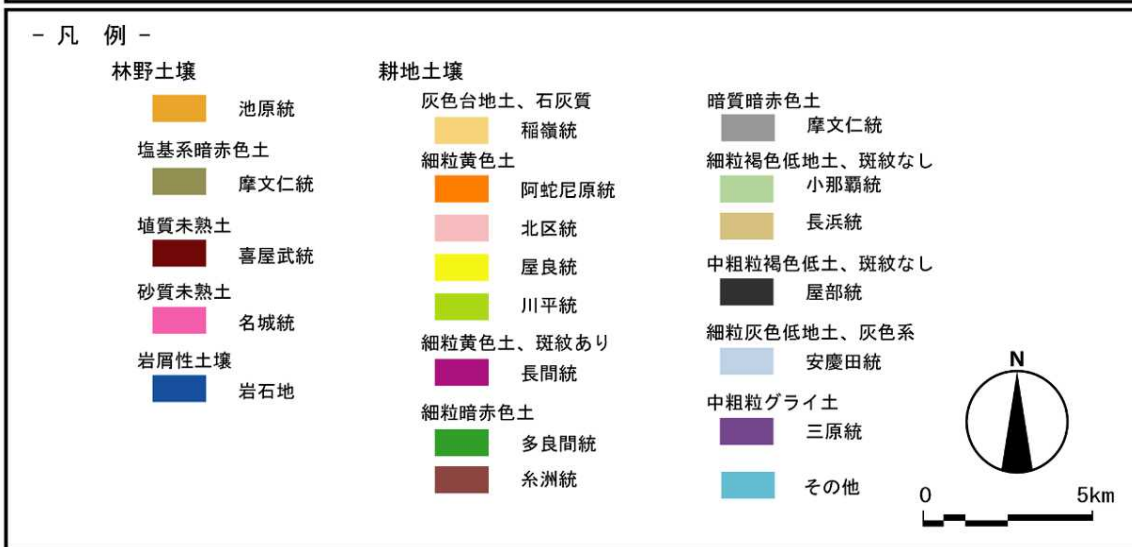 - 凡 例 -
林野土壌
池原統
塩基系暗赤色土
摩文仁統
埴質未熟土
喜屋武統
砂質未熟土
名城統
岩屑性土壌
岩石地
耕地土壌
灰色台地土、石灰質
稲嶺統
細粒黄色土
阿蛇尼原統
北区統
屋良統
川平統
細粒黄色土、斑紋あり
長間統
細粒暗赤色土
多良間統
糸洲統
暗質暗赤色土
摩文仁統
細粒褐色低地土、斑紋なし
小那覇統
長浜統
中粗粒褐色低土、斑紋なし
屋部統
細粒灰色低地土、灰色系
安慶田統
中粗粒グライ土
三原統
その他
N
0 5km